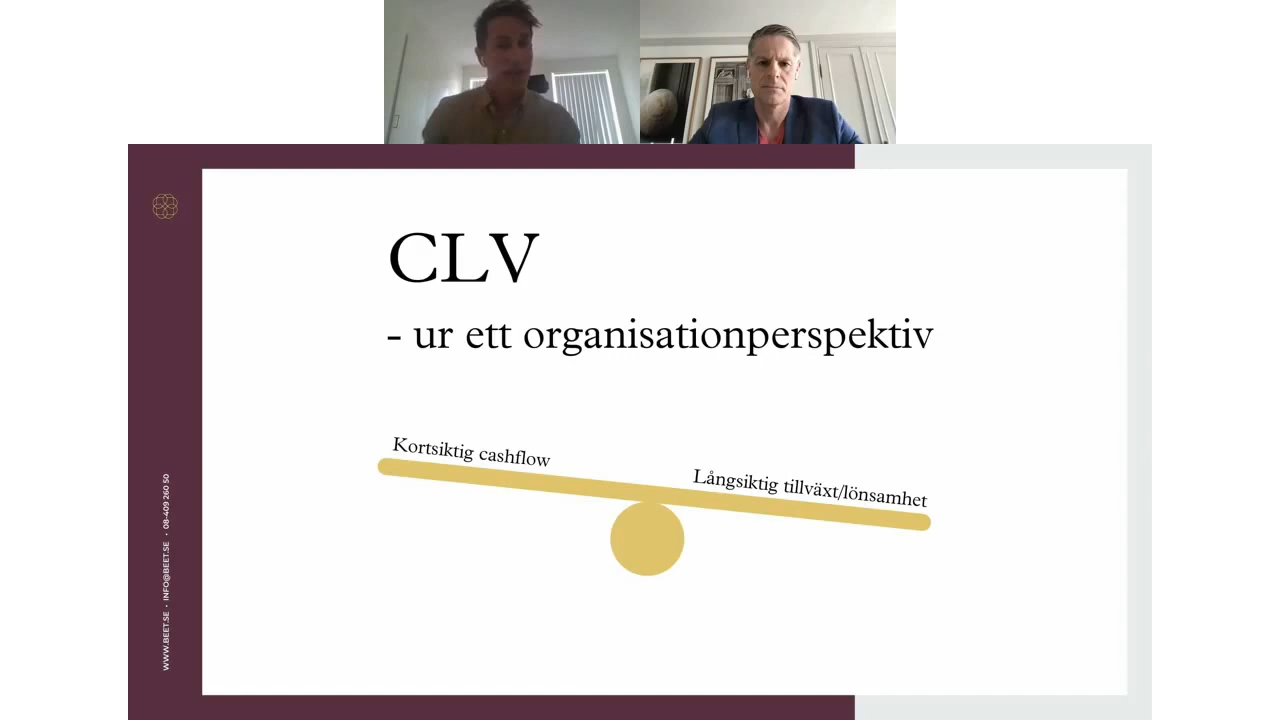 CLV
- ur ett organisationperspektiv
Kortsiktig cashflow
Långsiktig tillväxt/lönsamhet
WWW.BEET.SE • INFO@BEET.SE • 08-409 260 50